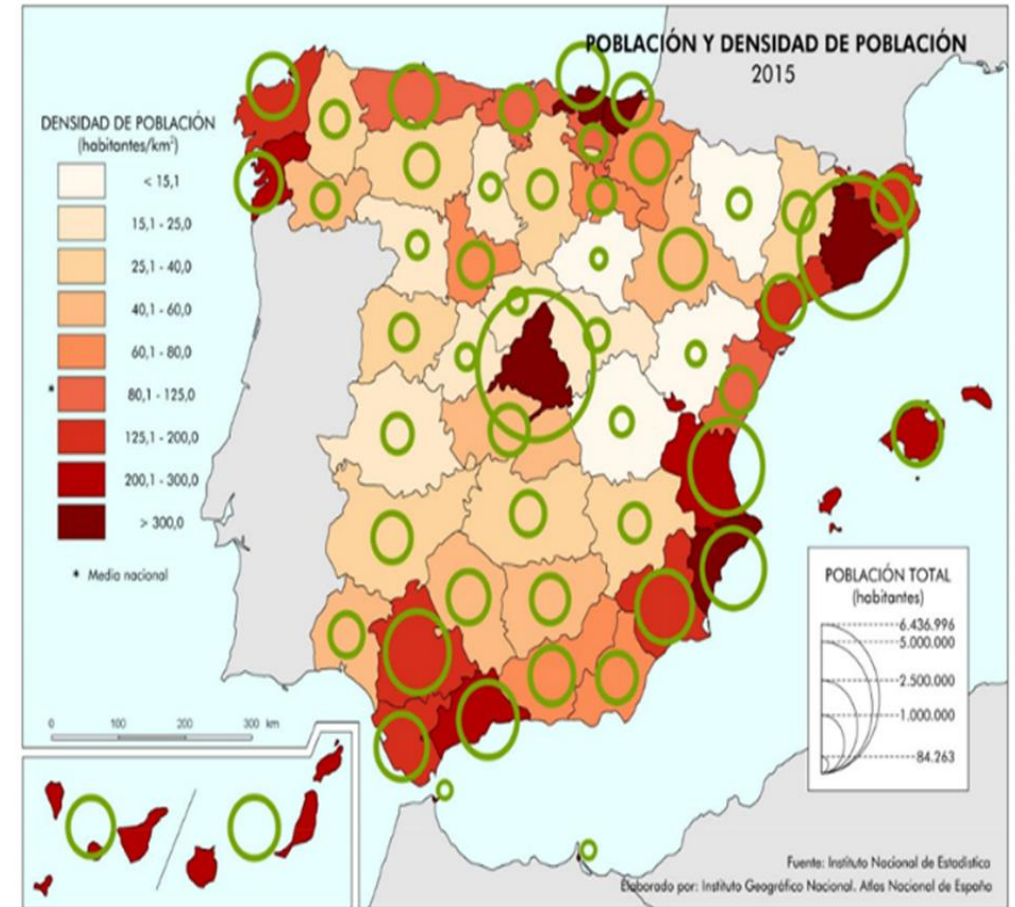 POBLACIÓN Y DENSIDAD DE POBLACIÓN
2015
DENSIDAD DE POBLACIÓN
(habitantes/km²)
< 15,1
15,1 - 25,0
25,1 - 40,0
40,1 - 60,0
60,1 - 80,0
* 80,1 - 125,0
125,1 - 200,0
200,1 - 300,0
> 300,0
* Media nacional
POBLACIÓN TOTAL
(habitantes)
6.436.996
5.000.000
2.500.000
1.000.000
84.263
0 100 200 300 km
Fuente: Instituto Nacional de Estadística
Elaborado por: Instituto Geográfico Nacional. Atlas Nacional de España